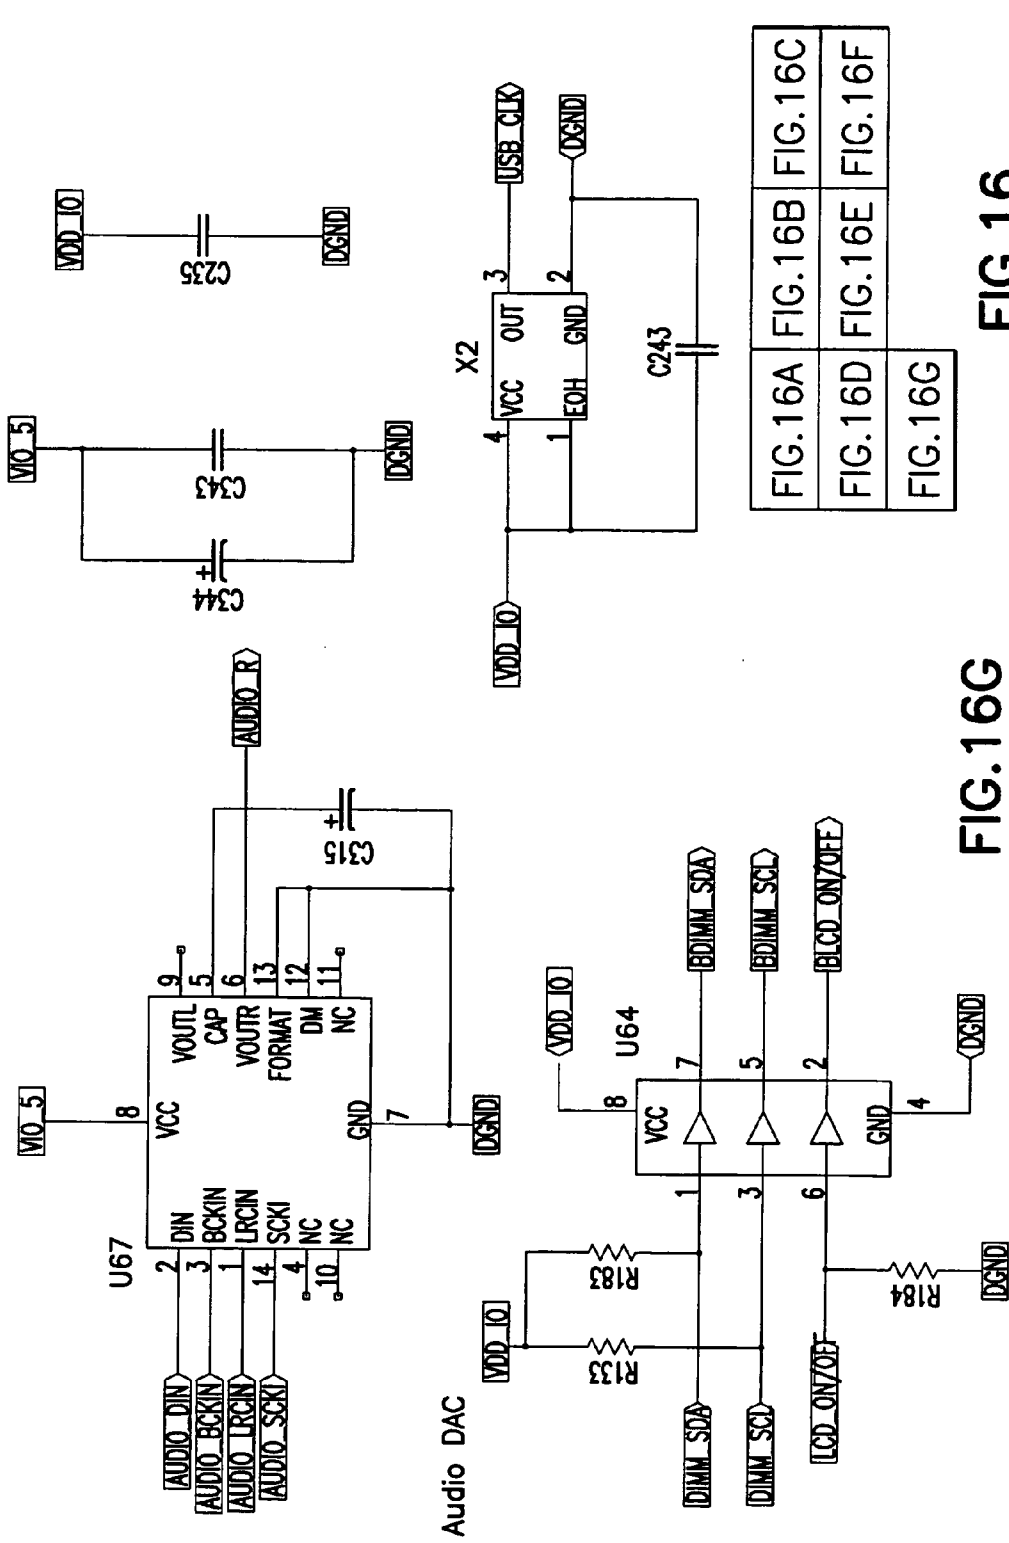 VIO_5
8
VCC
U67
AUDIO_DIN
2
DIN
AUDIO_BCKIN
3
BCKIN
AUDIO_LRCIN
1
LRCIN
AUDIO_SCKI
14
SCKI
4
NC
10
NC
VOUTL
9
CAP
5
VOUTR
6
AUDIO_R
FORMAT
13
DM
12
NC
11
GND
7
DGND
+
C315
Audio DAC
VIO_5
+
C344
C343
DGND
VDD_IO
C235
DGND
VDD_IO
R133
R183
DIMM_SDA
1
DIMM_SCL
3
LCD_ON/OFF
6
R184
DGND
VDD_IO
8
VCC
U64
7
BDIMM_SDA
5
BDIMM_SCL
2
BLCD_ON/OFF
GND
4
DGND
X2
VDD_IO
4
VCC
OUT
3
USB_CLK
1
EOH
GND
2
DGND
C243
FIG.16A FIG.16B FIG.16C
FIG.16D FIG.16E FIG.16F
FIG.16G
FIG.16G
FIG.16